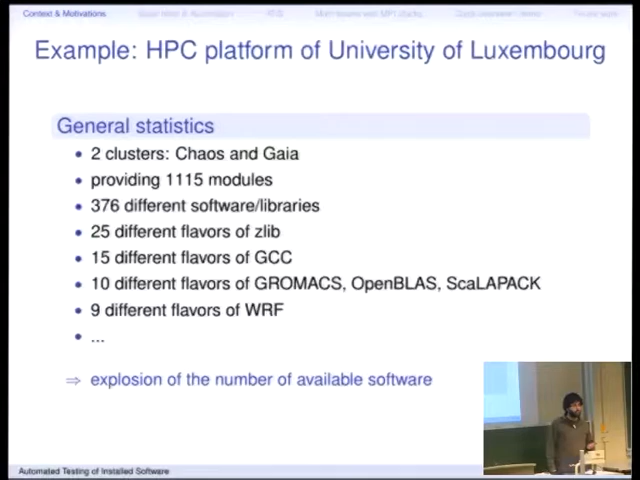 Context & Motivations
Example: HPC platform of University of Luxembourg
General statistics
2 clusters: Chaos and Gaia
providing 1115 modules
376 different software/libraries
25 different flavors of zlib
15 different flavors of GCC
10 different flavors of GROMACS, OpenBLAS, ScaLAPACK
9 different flavors of WRF
...
⇒ explosion of the number of available software
Automated Testing of Installed Software